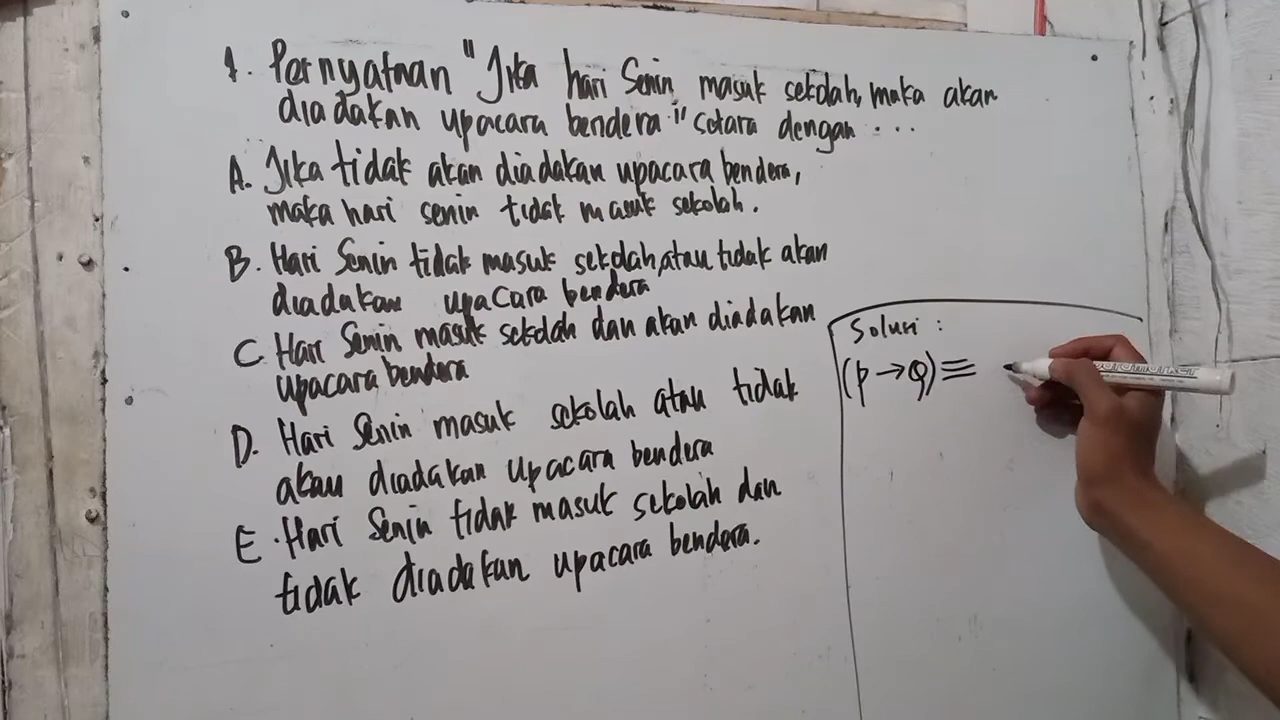 1. Pernyataan "Jika hari Senin masuk sekolah, maka akan
diadakan upacara bendera" setara dengan ...
A. Jika tidak akan diadakan upacara bendera,
maka hari senin tidak masuk sekolah.
B. Hari Senin tidak masuk sekolah, atau tidak akan
diadakan upacara bendera
C. Hari Senin masuk sekolah dan akan diadakan
upacara bendera
D. Hari Senin masuk sekolah atau tidak
akan diadakan upacara bendera
E. Hari Senin tidak masuk sekolah dan
tidak diadakan upacara bendera.
Solusi :
(p → q) ≡